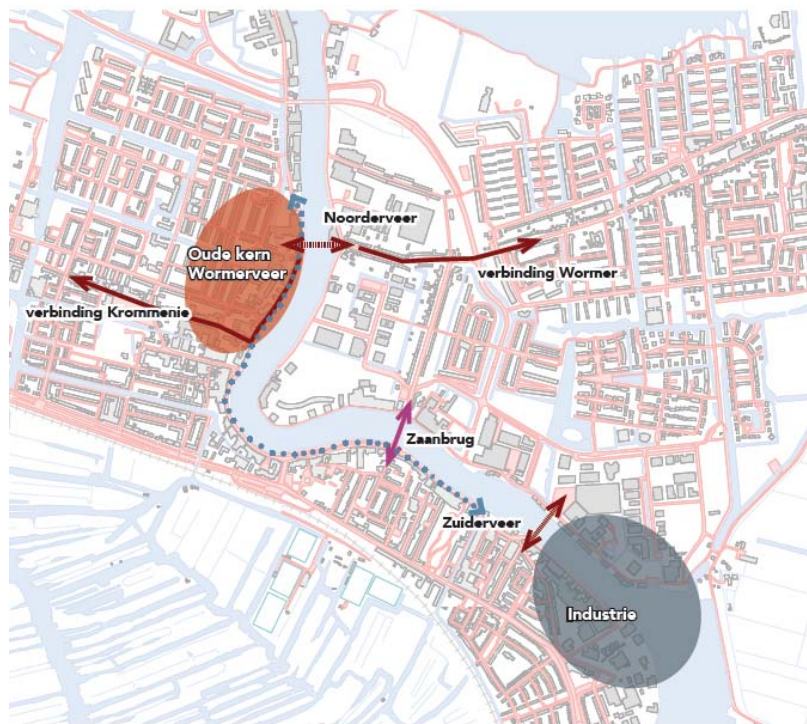 Noorderveer
Oude kern
Wormerveer
verbinding Wormer
verbinding Krommenie
Zaanbrug
Zuiderveer
Industrie